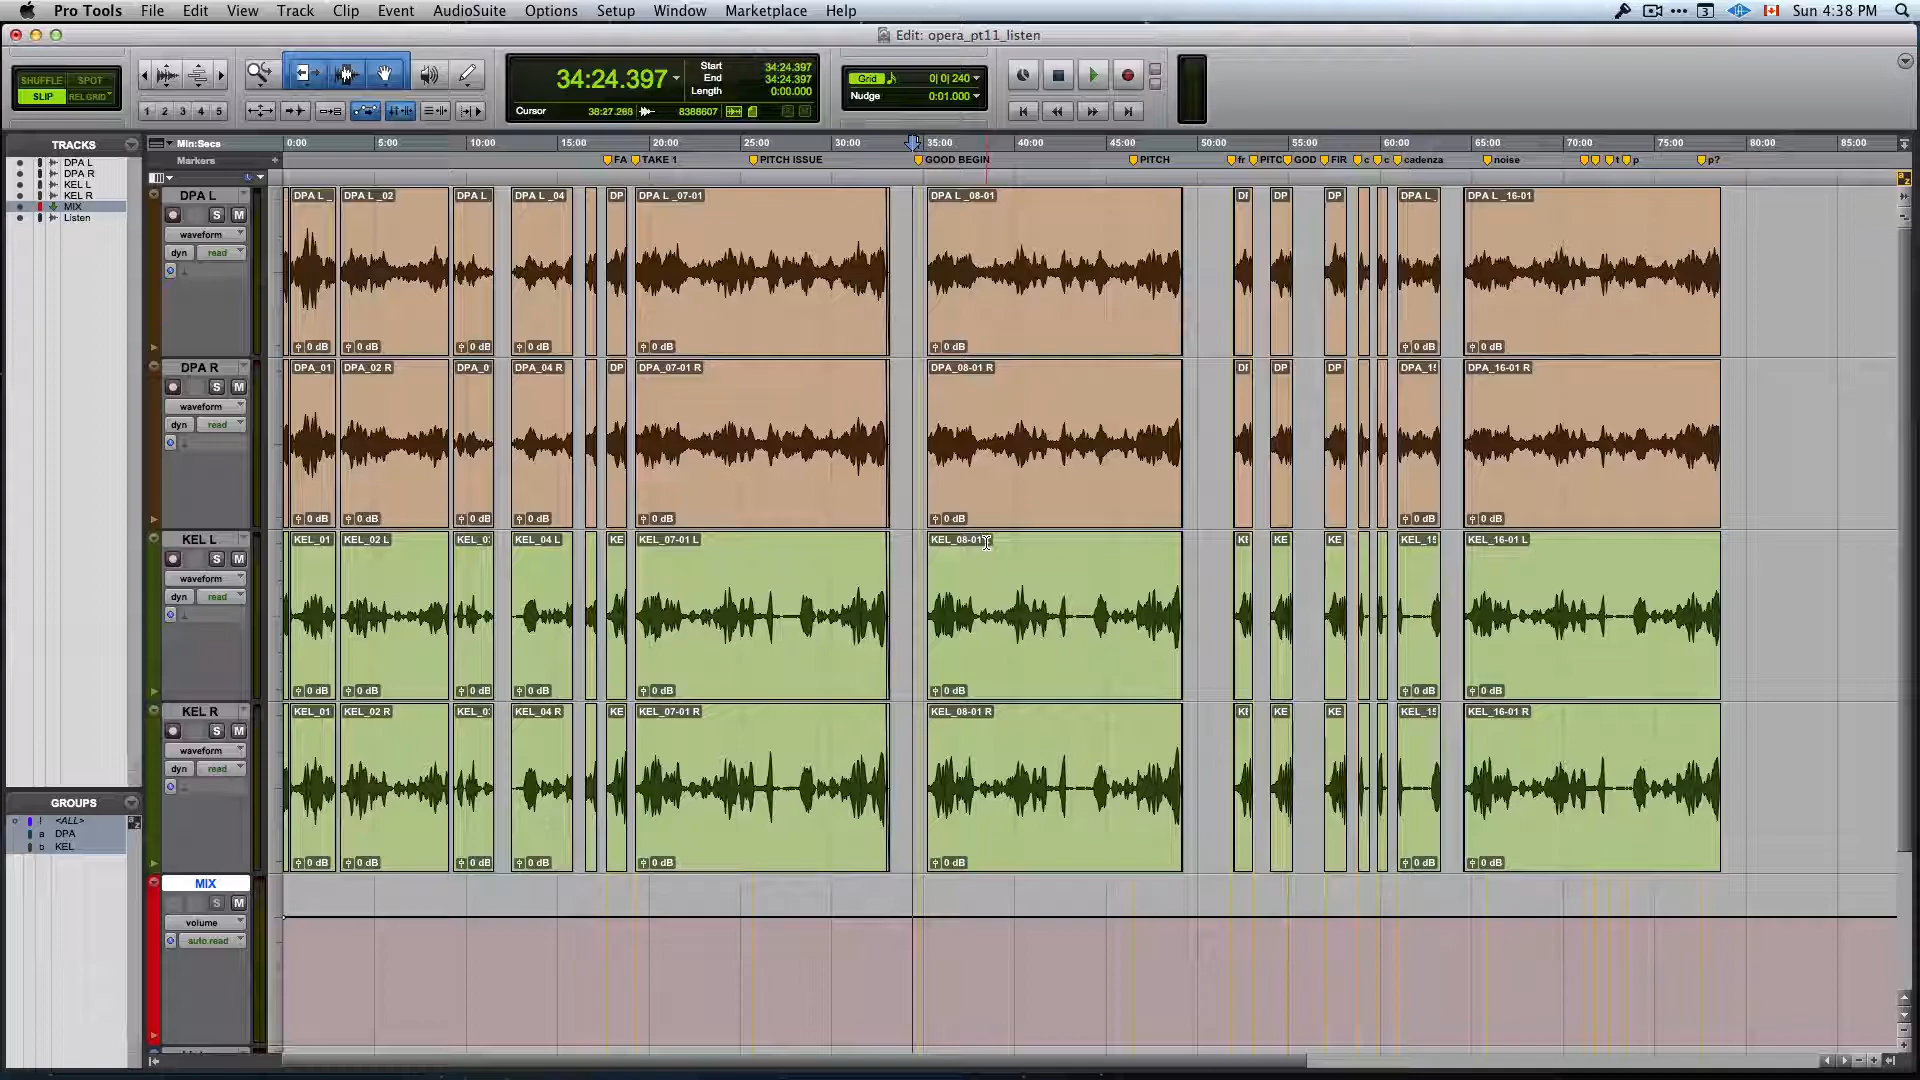 Pro Tools File Edit View Track Clip Event AudioSuite Options Setup Window Marketplace Help 3 Sun 4:38 PM
Edit: opera_pt11_listen
SHUFFLE SPOT
SLIP REL GRID
1 2 3 4 5
34:24.397
Start 34:24.397
End 34:24.397
Length 0:00.000
Cursor 38:27.268 8388607
Grid 0| 0| 240
Nudge 0:01.000
TRACKS
DPA L
DPA R
KEL L
KEL R
MIX
Listen
GROUPS
! <ALL>
a DPA
b KEL
Min:Secs 0:00 5:00 10:00 15:00 20:00 25:00 30:00 35:00 40:00 45:00 50:00 55:00 60:00 65:00 70:00 75:00 80:00 85:00
Markers FA TAKE 1 PITCH ISSUE GOOD BEGIN PITCH fr PITC GOD FIR c c cadenza noise t p p?
DPA L DPA L _ DPA L _02 DPA L DPA L _04 DP DPA L _07-01 DPA L _08-01 DP DP DPA L _ DPA L _16-01
S M
waveform
dyn read
0 dB 0 dB 0 dB 0 dB 0 dB 0 dB 0 dB 0 dB
DPA R DPA_01 DPA_02 R DPA_0 DPA_04 R DP DPA_07-01 R DPA_08-01 R DP DP DPA_15 DPA_16-01 R
S M
waveform
dyn read
0 dB 0 dB 0 dB 0 dB 0 dB 0 dB 0 dB 0 dB
KEL L KEL_01 KEL_02 L KEL_0 KEL_04 L KE KEL_07-01 L KEL_08-01 KE KE KEL_15 KEL_16-01 L
S M
waveform
dyn read
0 dB 0 dB 0 dB 0 dB 0 dB 0 dB 0 dB 0 dB
KEL R KEL_01 KEL_02 R KEL_0 KEL_04 R KE KEL_07-01 R KEL_08-01 R KE KE KEL_15 KEL_16-01 R
S M
waveform
dyn read
0 dB 0 dB 0 dB 0 dB 0 dB 0 dB 0 dB 0 dB
MIX
S M
volume
auto read